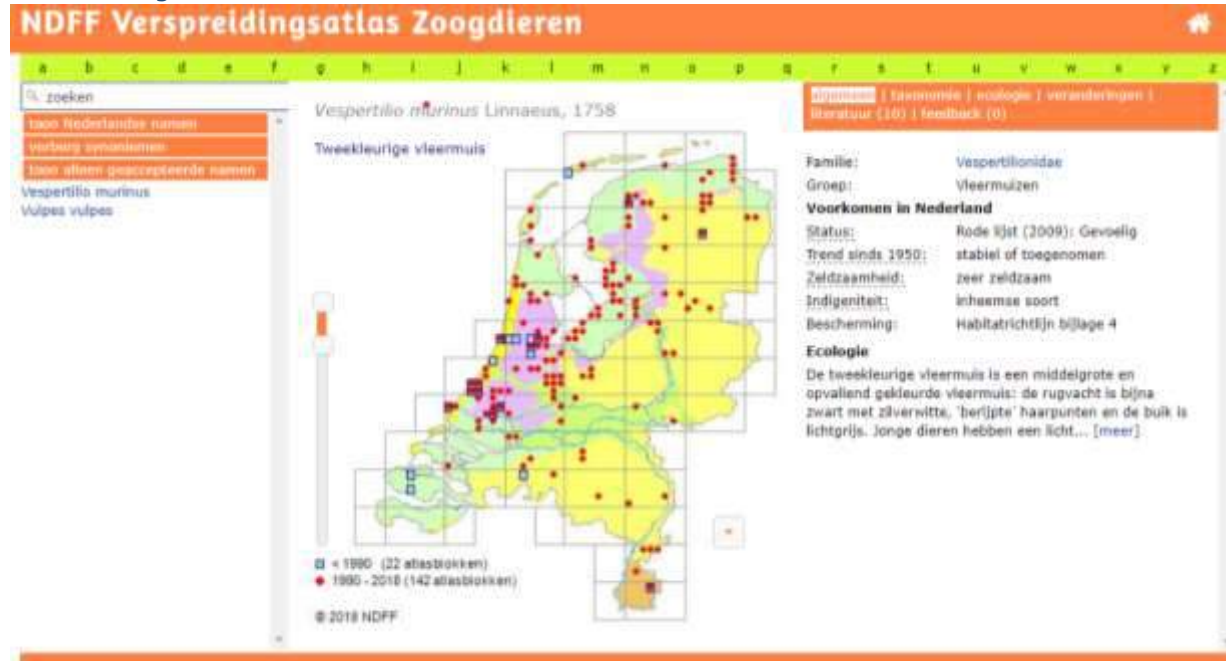 NDFF Verspreidingsatlas Zoogdieren
a b c d e f g h i j k l m n o p q r s t u v w x y z
zoeken
toon Nederlandse namen
verberg synoniemen
toon alleen geaccepteerde namen
Vespertilio murinus
Vulpes vulpes
Vespertilio murinus Linnaeus, 1758
Tweekleurige vleermuis
< 1980 (22 atlasblokken)
- 2018 (142 atlasblokken)
© 2018 NDFF
algemeen | taxonomie | ecologie | veranderingen |
literatuur (10) | feedback (0)
Familie: Vespertilionidae
Groep: Vleermuizen
Voorkomen in Nederland
Status: Rode lijst (2009): Gevoelig
Trend sinds 1950: stabiel of toegenomen
Zeldzaamheid: zeer zeldzaam
Indigeniteit: inheemse soort
Bescherming: Habitatrichtlijn bijlage 4
Ecologie
De tweekleurige vleermuis is een middelgrote en
opvallend gekleurde vleermuis: de rugvacht is bijna
zwart met zilverwitte, 'berijpte' haarpunten en de buik is
lichtgrijs. Jonge dieren hebben een licht... [meer]